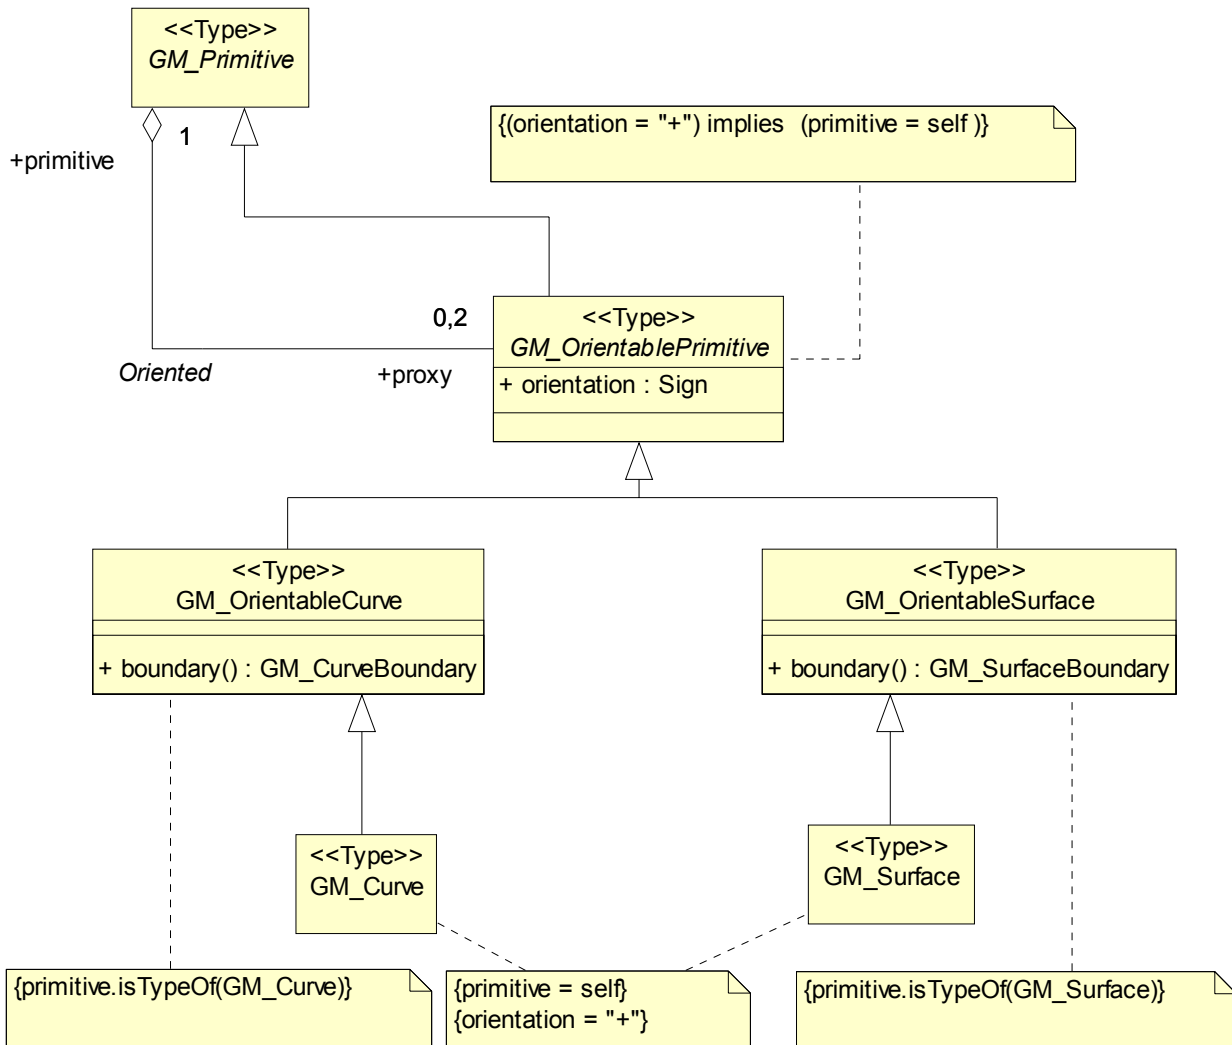 <<Type>>
GM_Primitive
1
+primitive
{(orientation = "+") implies  (primitive = self )}
0,2
<<Type>>
GM_OrientablePrimitive
Oriented
+proxy
+ orientation : Sign
<<Type>>
GM_OrientableCurve
+ boundary() : GM_CurveBoundary
<<Type>>
GM_OrientableSurface
+ boundary() : GM_SurfaceBoundary
<<Type>>
GM_Curve
<<Type>>
GM_Surface
{primitive.isTypeOf(GM_Curve)}
{primitive = self}
{orientation = "+"}
{primitive.isTypeOf(GM_Surface)}